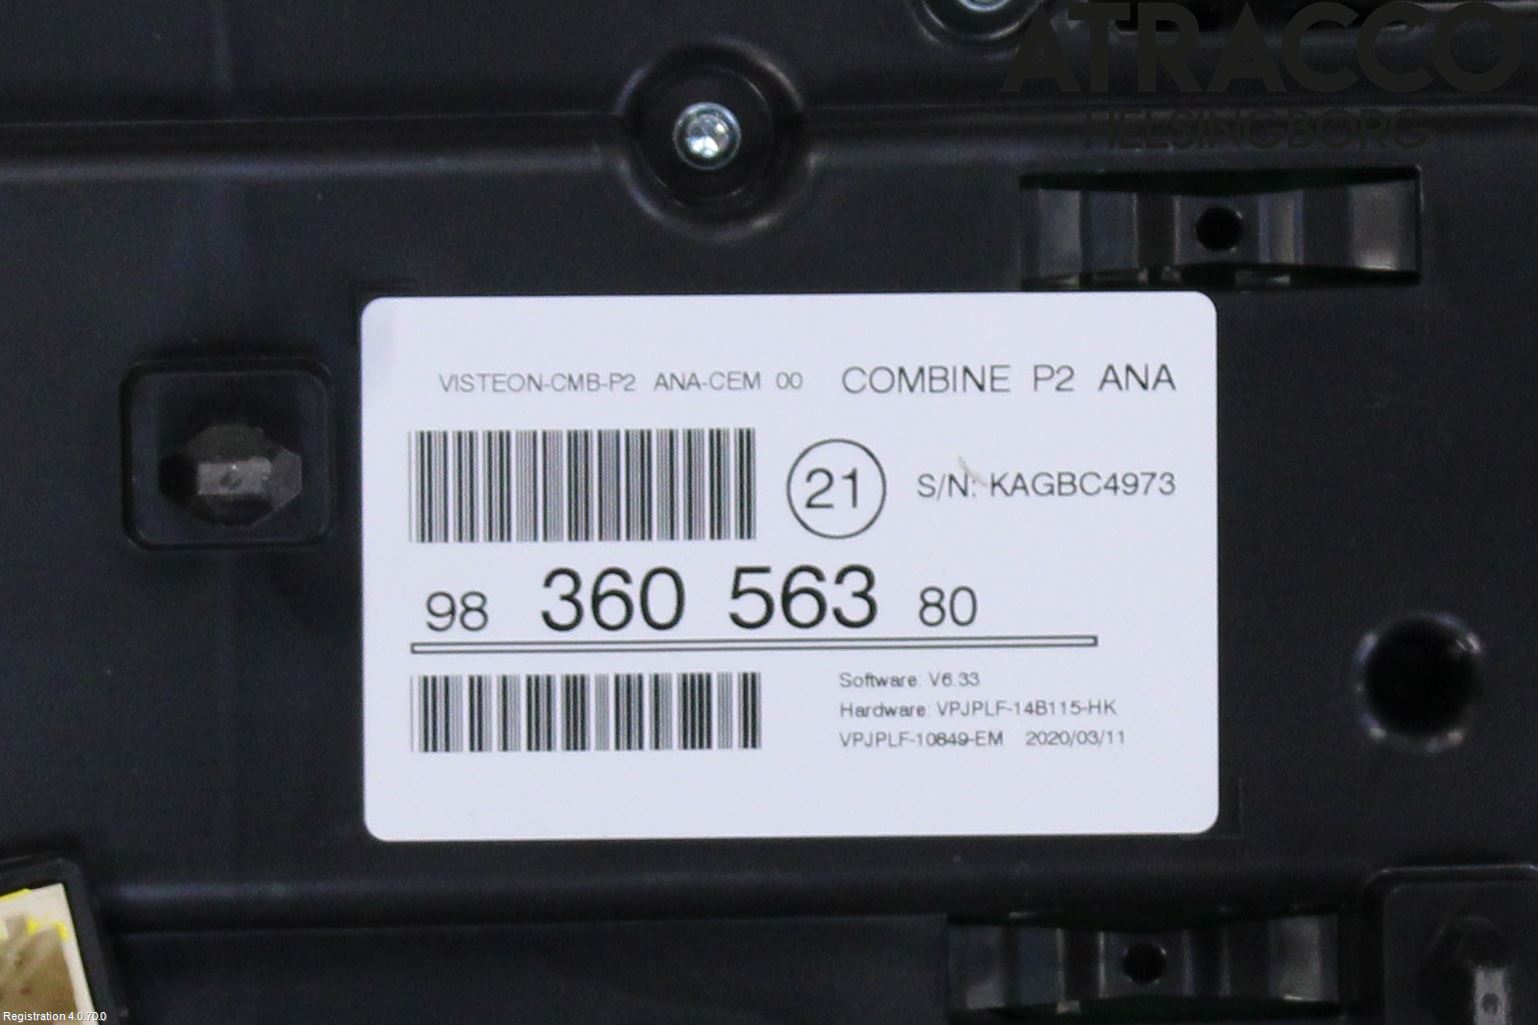 ATRACCO
HELSINGBORG
VISTEON-CMB-P2 ANA-CEM 00 COMBINE P2 ANA
21 S/N: KAGBC4973
98 360 563 80
Software: V6.33
Hardware: VPJPLF-14B115-HK
VPJPLF-10849-EM 2020/03/11
Registration 4.0.70.0